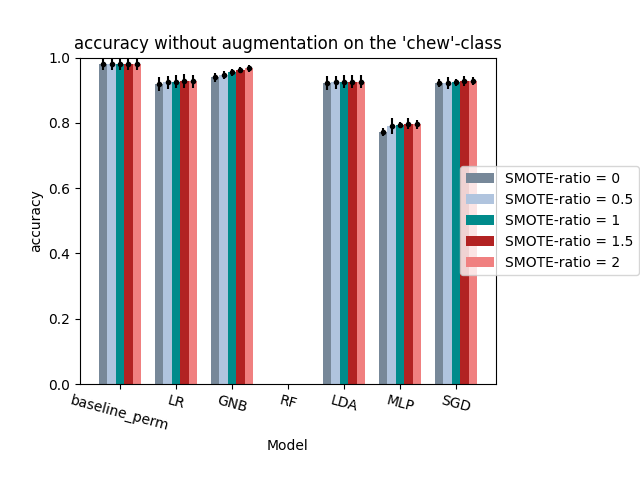 accuracy without augmentation on the 'chew'-class
1.0
0.8
0.6
0.4
0.2
0.0
accuracy
SMOTE-ratio = 0
SMOTE-ratio = 0.5
SMOTE-ratio = 1
SMOTE-ratio = 1.5
SMOTE-ratio = 2
baseline_perm LR GNB RF LDA MLP SGD
Model